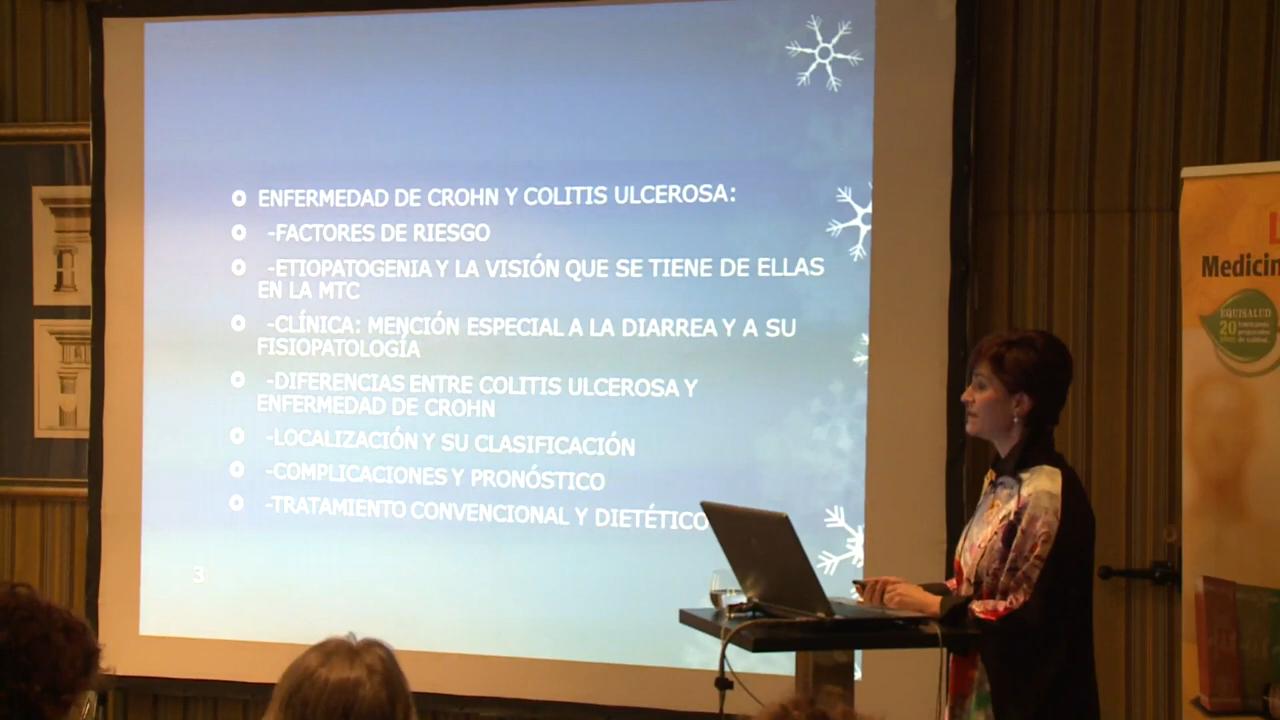 ENFERMEDAD DE CROHN Y COLITIS ULCEROSA:
-FACTORES DE RIESGO
-ETIOPATOGENIA Y LA VISIÓN QUE SE TIENE DE ELLAS
EN LA MTC
-CLÍNICA: MENCIÓN ESPECIAL A LA DIARREA Y A SU
FISIOPATOLOGÍA
-DIFERENCIAS ENTRE COLITIS ULCEROSA Y
ENFERMEDAD DE CROHN
-LOCALIZACIÓN Y SU CLASIFICACIÓN
-COMPLICACIONES Y PRONÓSTICO
-TRATAMIENTO CONVENCIONAL Y DIETÉTICO
3
L
Medicin
EQUISALUD
20